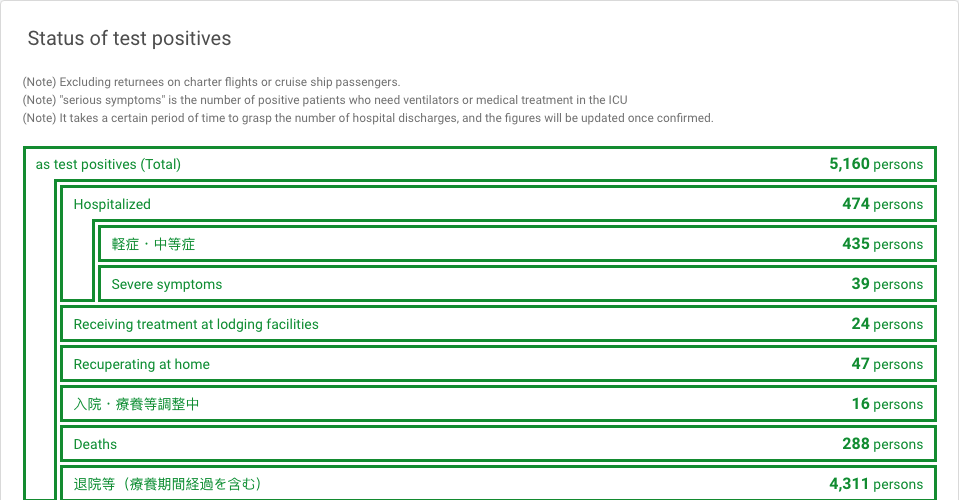 Status of test positives
(Note) Excluding returnees on charter flights or cruise ship passengers.
(Note) "serious symptoms" is the number of positive patients who need ventilators or medical treatment in the ICU
(Note) It takes a certain period of time to grasp the number of hospital discharges, and the figures will be updated once confirmed.
as test positives (Total) 5,160 persons
Hospitalized 474 persons
軽症・中等症 435 persons
Severe symptoms 39 persons
Receiving treatment at lodging facilities 24 persons
Recuperating at home 47 persons
入院・療養等調整中 16 persons
Deaths 288 persons
退院等（療養期間経過を含む） 4,311 persons